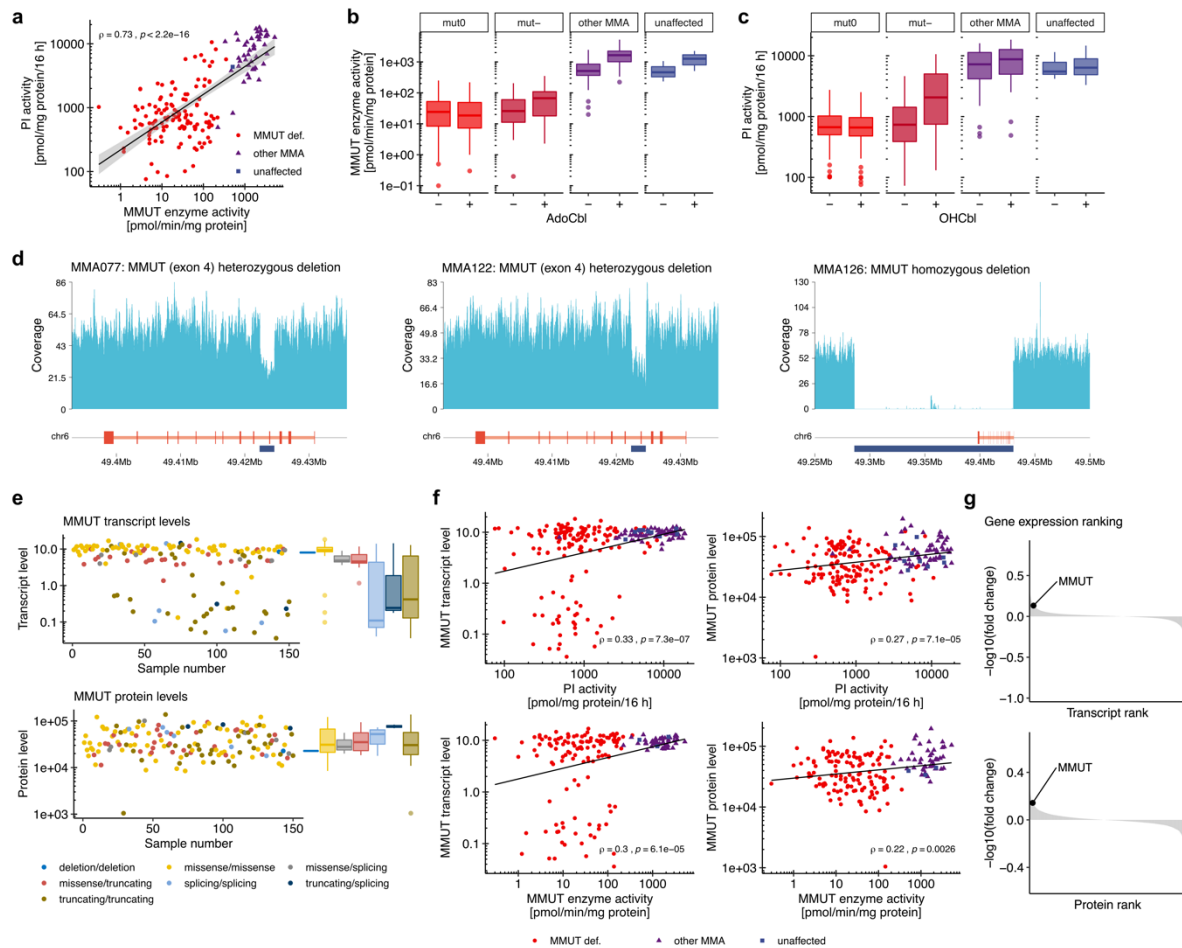 a
ρ = 0.73 , p < 2.2e−16
PI activity
[pmol/mg protein/16 h]
10000
1000
100
1
10
100
1000
MMUT enzyme activity
[pmol/min/mg protein]
MMUT def.
other MMA
unaffected
b
mut0
mut−
other MMA
unaffected
MMUT enzyme activity
[pmol/min/mg protein]
1e+03
1e+02
1e+01
1e+00
1e−01
− + − + − + − +
AdoCbl
c
mut0
mut−
other MMA
unaffected
PI activity
[pmol/mg protein/16 h]
10000
1000
100
− + − + − + − +
OHCbl
d
MMA077: MMUT (exon 4) heterozygous deletion
Coverage
86
64.5
43
21.5
0
chr6
49.4Mb 49.41Mb 49.42Mb 49.43Mb
MMA122: MMUT (exon 4) heterozygous deletion
Coverage
83
66.4
49.8
33.2
16.6
0
chr6
49.4Mb 49.41Mb 49.42Mb 49.43Mb
MMA126: MMUT homozygous deletion
Coverage
130
104
78
52
26
0
chr6
49.25Mb 49.3Mb 49.35Mb 49.4Mb 49.45Mb 49.5Mb
e
MMUT transcript levels
Transcript level
10.0
1.0
0.1
0 50 100 150
Sample number
MMUT protein levels
Protein level
1e+05
1e+04
1e+03
0 50 100 150
Sample number
deletion/deletion
missense/missense
missense/splicing
missense/truncating
splicing/splicing
truncating/splicing
truncating/truncating
f
MMUT transcript level
10.0
1.0
0.1
ρ = 0.33 , p = 7.3e−07
100 1000 10000
PI activity
[pmol/mg protein/16 h]
MMUT protein level
1e+05
1e+04
1e+03
ρ = 0.27 , p = 7.1e−05
100 1000 10000
PI activity
[pmol/mg protein/16 h]
MMUT transcript level
10.0
1.0
0.1
ρ = 0.3 , p = 6.1e−05
1 10 100 1000
MMUT enzyme activity
[pmol/min/mg protein]
MMUT protein level
1e+05
1e+04
1e+03
ρ = 0.22 , p = 0.0026
1 10 100 1000
MMUT enzyme activity
[pmol/min/mg protein]
MMUT def.
other MMA
unaffected
g
Gene expression ranking
−log10(fold change)
0.5
0.0
−0.5
−1.0
MMUT
Transcript rank
−log10(fold change)
0.4
0.0
−0.4
MMUT
Protein rank